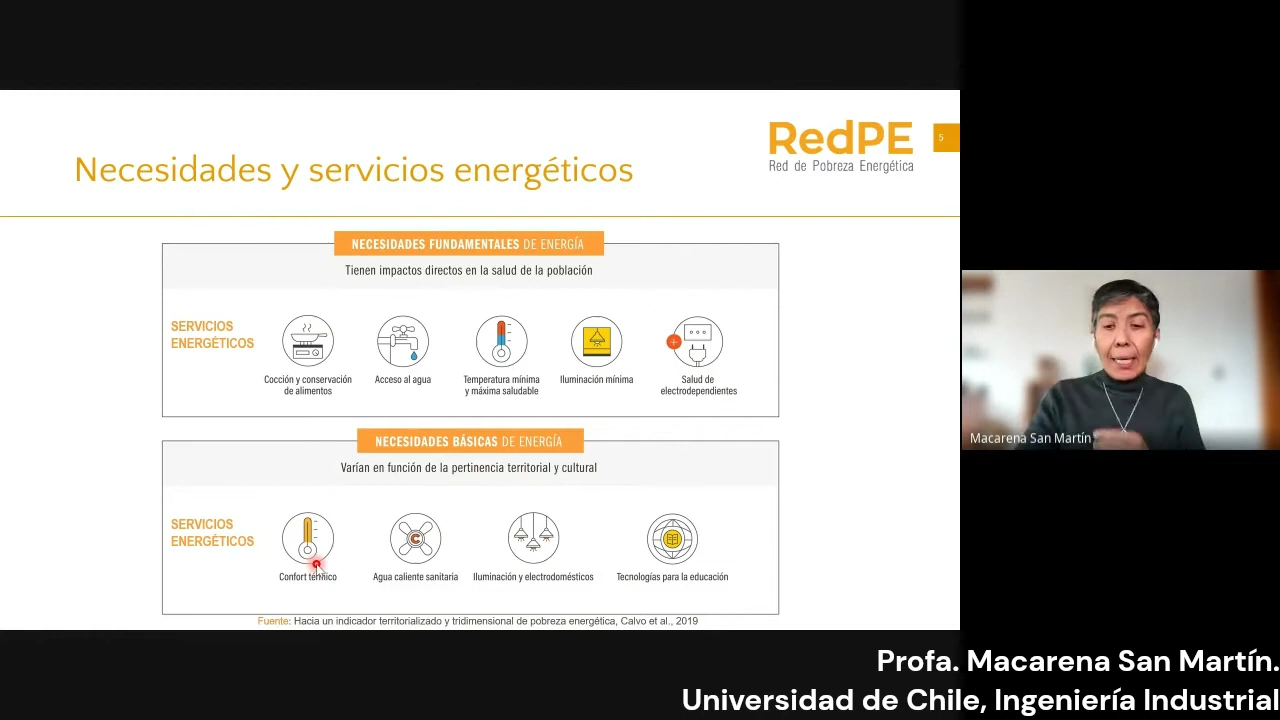 RedPE
Red de Pobreza Energética
5
Necesidades y servicios energéticos
NECESIDADES FUNDAMENTALES DE ENERGÍA
Tienen impactos directos en la salud de la población
SERVICIOS
ENERGÉTICOS
Cocción y conservación
de alimentos
Acceso al agua
Temperatura mínima
y máxima saludable
Iluminación mínima
Salud de
electrodependientes
NECESIDADES BÁSICAS DE ENERGÍA
Varían en función de la pertinencia territorial y cultural
SERVICIOS
ENERGÉTICOS
C
Confort térmico
Agua caliente sanitaria
Iluminación y electrodomésticos
Tecnologías para la educación
Fuente: Hacia un indicador territorializado y tridimensional de pobreza energética, Calvo et al., 2019
Macarena San Martín
Profa. Macarena San Martín.
Universidad de Chile, Ingeniería Industrial